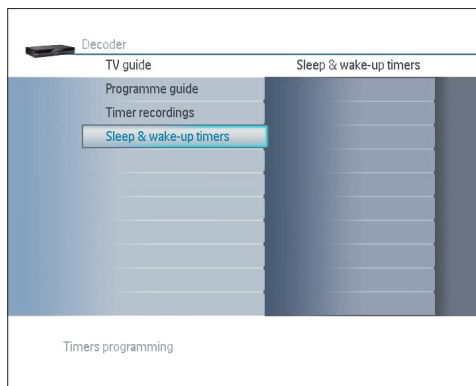 Decoder
TV guide Sleep & wake-up timers
Programme guide
Timer recordings
Sleep & wake-up timers
Timers programming